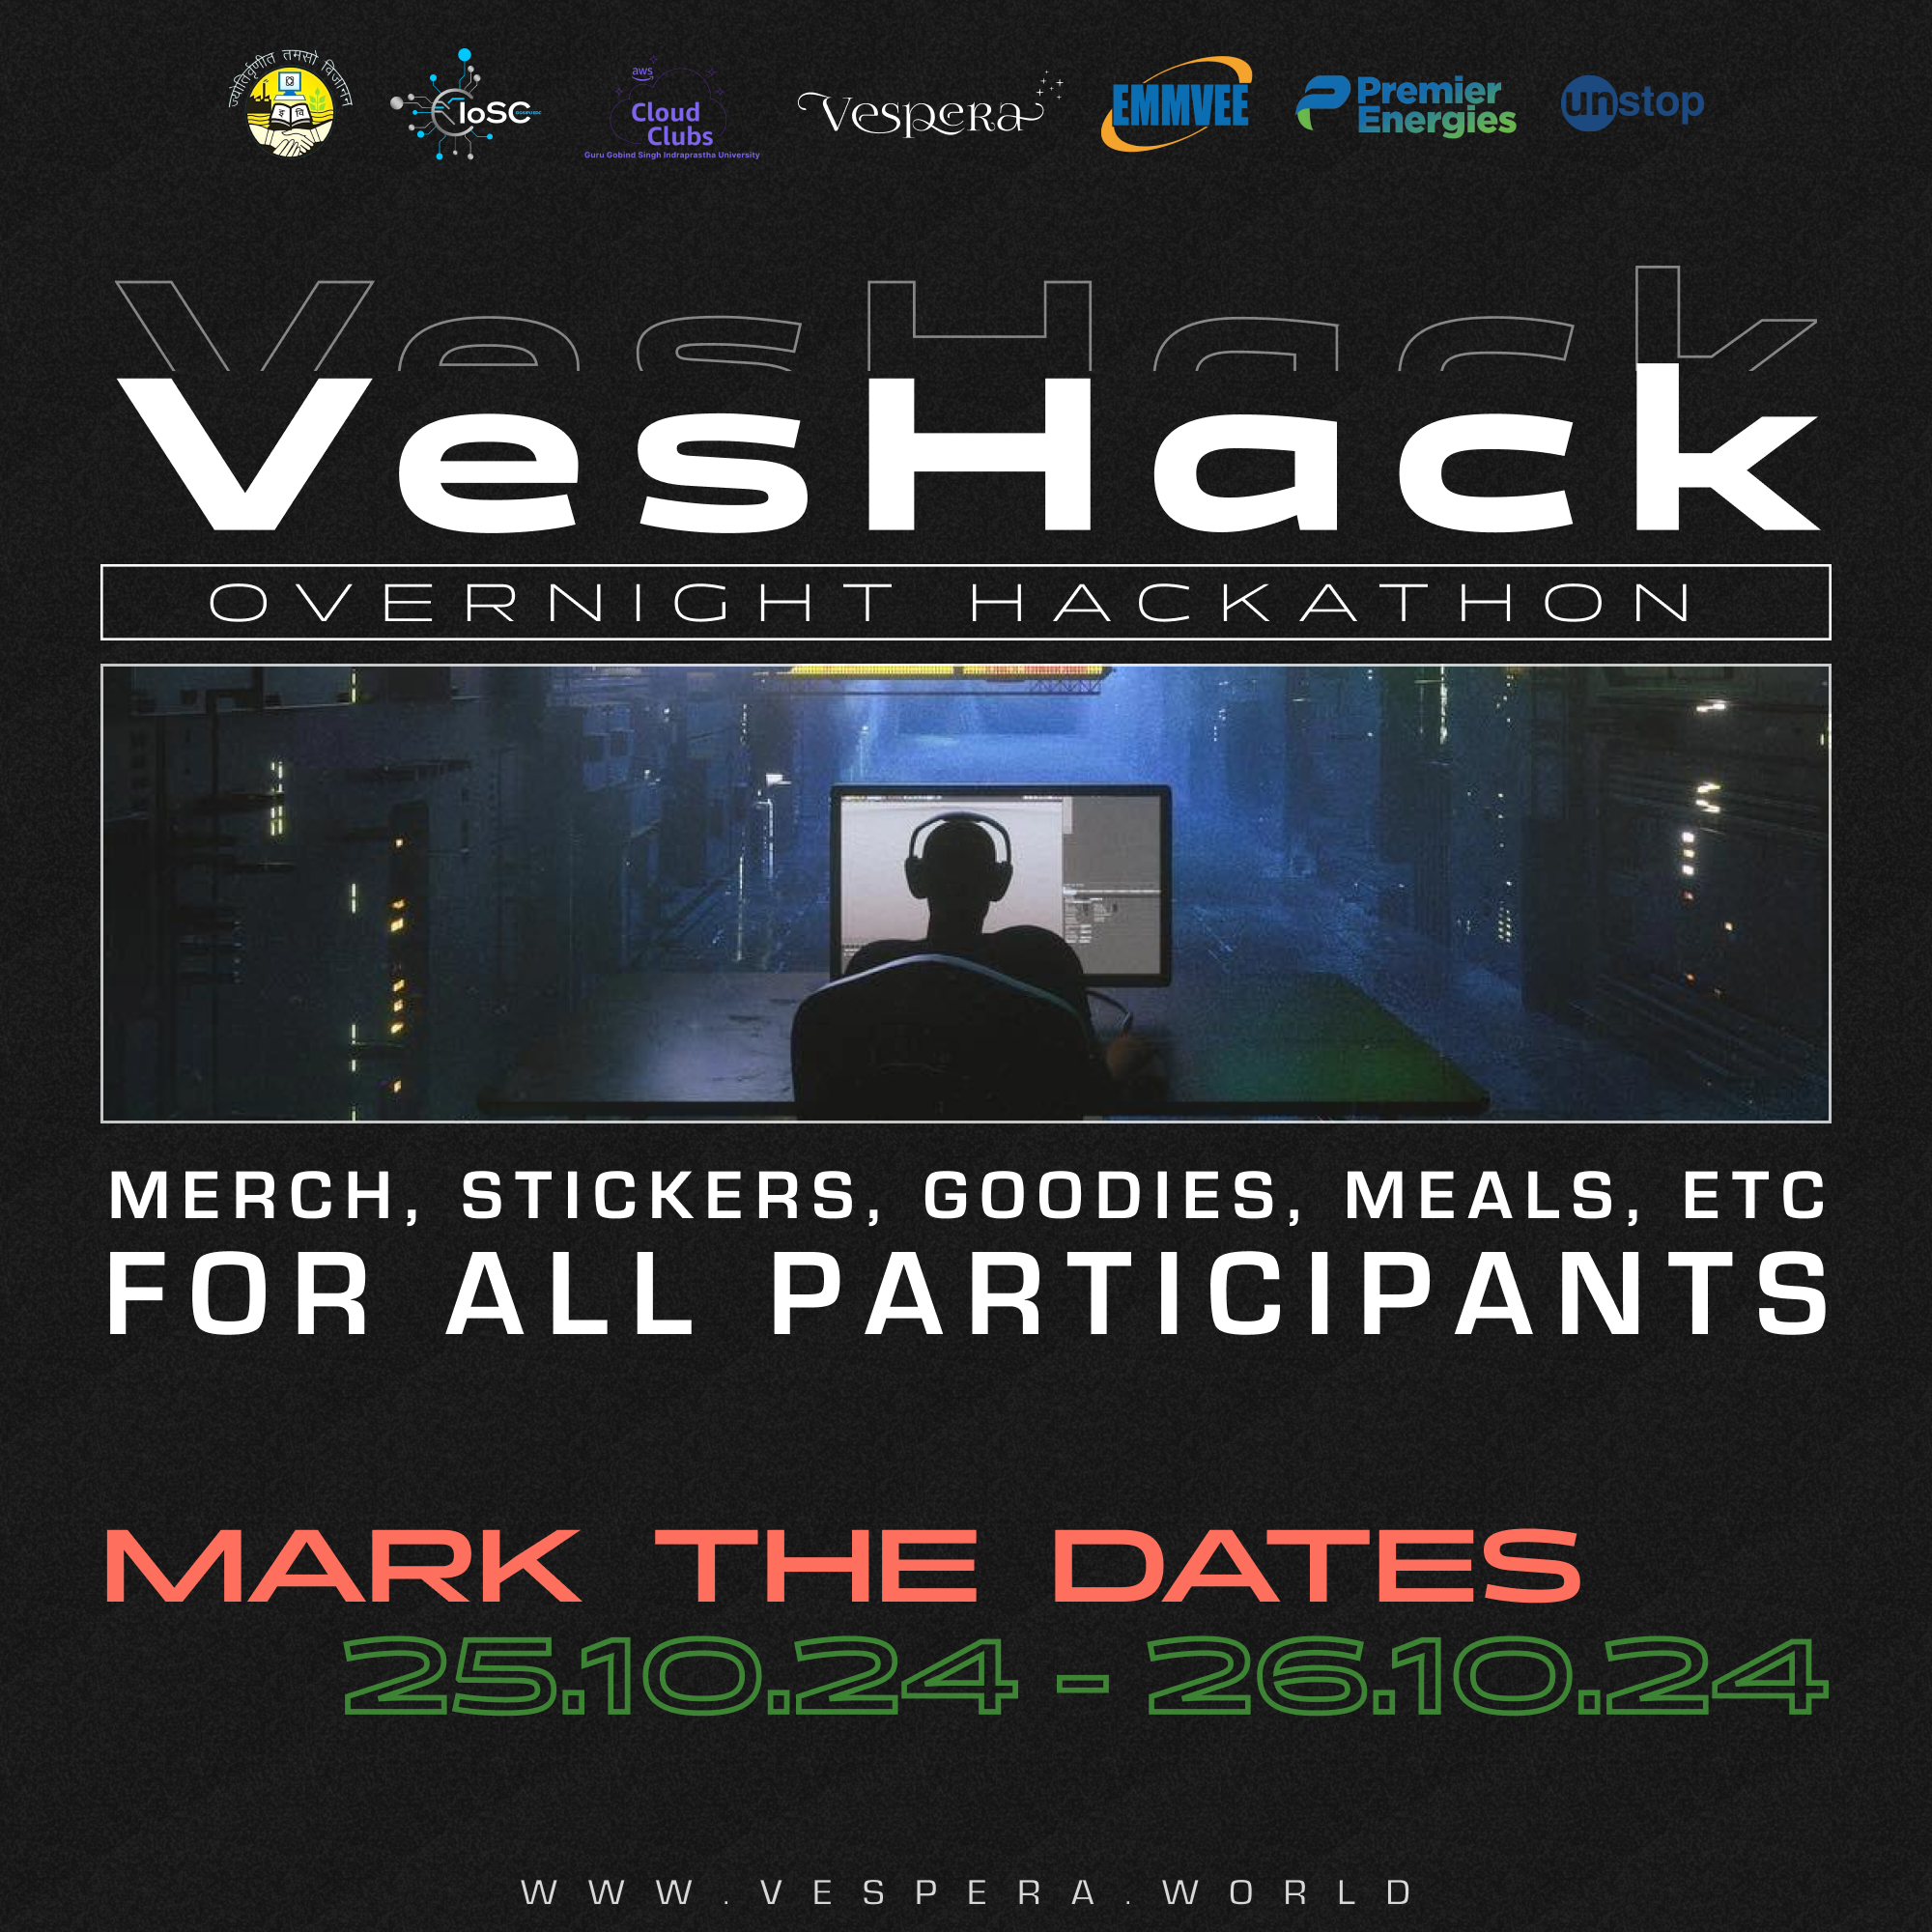 ज्योतिर्वृणीत तमसो विजानन
इ वि
IoSC
aws
Cloud
Clubs
Guru Gobind Singh Indraprastha University
Vespera
EMMVEE
Premier
Energies
unstop
VesHack
VesHack
OVERNIGHT HACKATHON
MERCH, STICKERS, GOODIES, MEALS, ETC
FOR ALL PARTICIPANTS
MARK THE DATES
25.10.24 - 26.10.24
WWW.VESPERA.WORLD